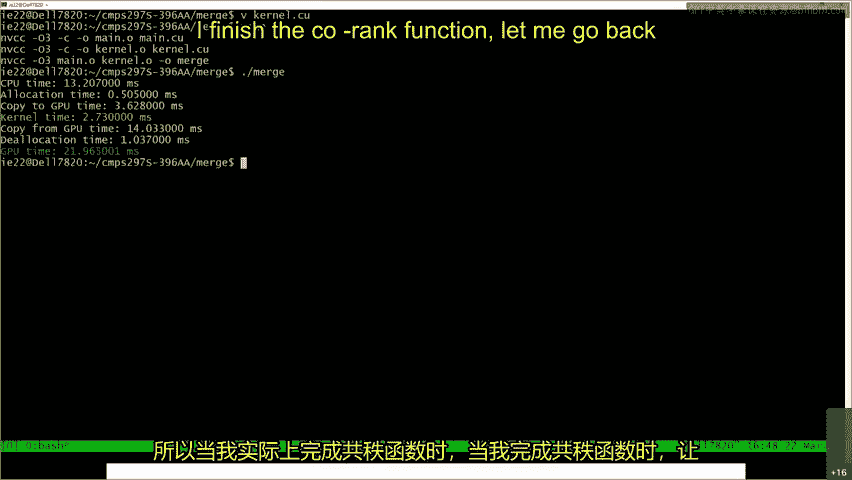 ie22@Dell7820:~/cmps297S-396AA/merge$ v kernel.cu
I finish the co -rank function, let me go back
nvcc -O3 -c -o main.o main.cu
nvcc -O3 -c -o kernel.o kernel.cu
nvcc -O3 main.o kernel.o -o merge
ie22@Dell7820:~/cmps297S-396AA/merge$ ./merge
CPU time: 13.207000 ms
Allocation time: 0.505000 ms
Copy to GPU time: 3.628000 ms
Kernel time: 2.730000 ms
Copy from GPU time: 14.033000 ms
Deallocation time: 1.037000 ms
GPU time: 21.963001 ms
ie22@Dell7820:~/cmps297S-396AA/merge$
0:bash*
所以当我实际上完成共秩函数时，当我完成共秩函数时，让
+16